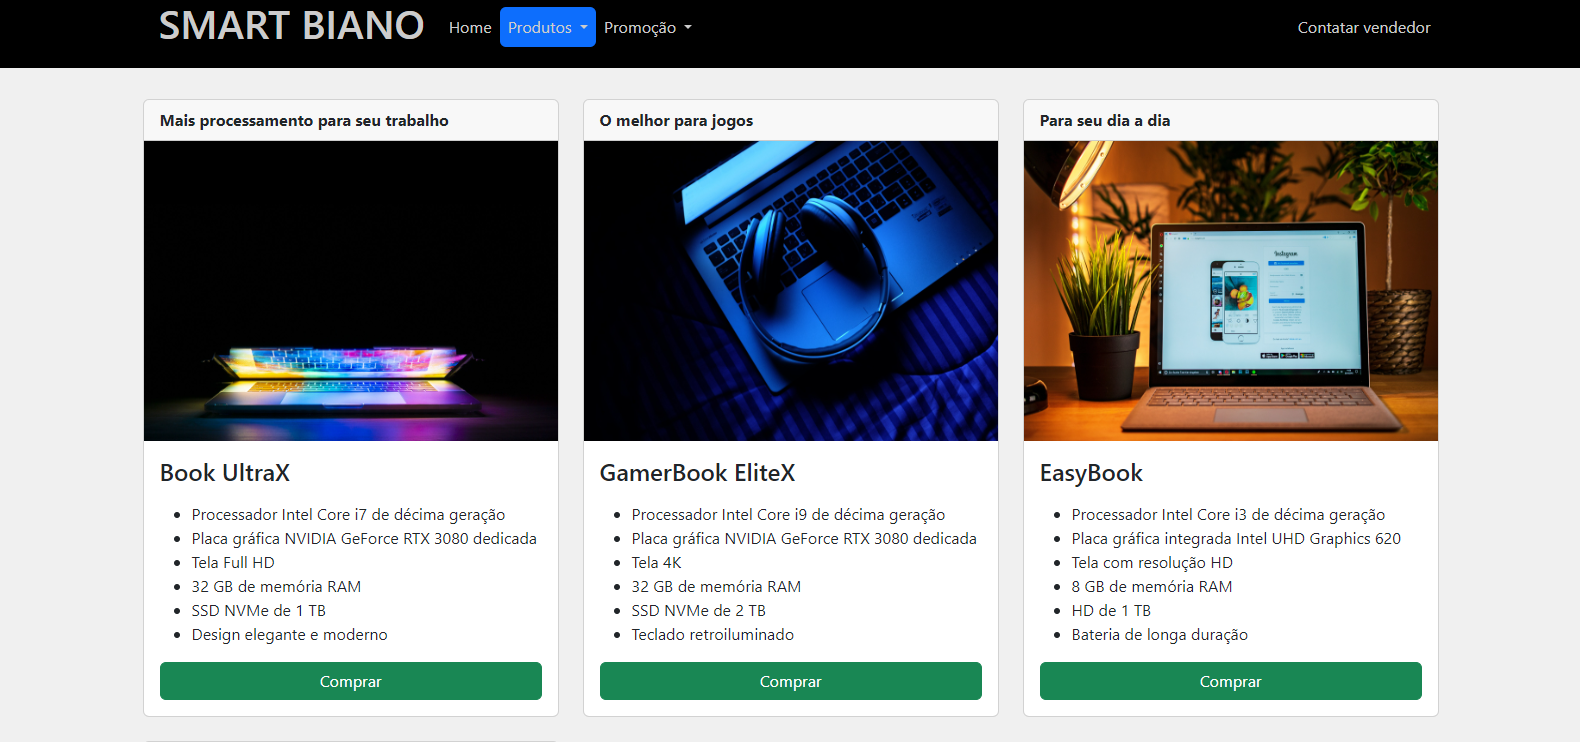 SMART BIANO
Home
Produtos
Promoção
Contatar vendedor
Mais processamento para seu trabalho
Book UltraX
Processador Intel Core i7 de décima geração
Placa gráfica NVIDIA GeForce RTX 3080 dedicada
Tela Full HD
32 GB de memória RAM
SSD NVMe de 1 TB
Design elegante e moderno
Comprar
O melhor para jogos
GamerBook EliteX
Processador Intel Core i9 de décima geração
Placa gráfica NVIDIA GeForce RTX 3080 dedicada
Tela 4K
32 GB de memória RAM
SSD NVMe de 2 TB
Teclado retroiluminado
Comprar
Para seu dia a dia
Instagram
EasyBook
Processador Intel Core i3 de décima geração
Placa gráfica integrada Intel UHD Graphics 620
Tela com resolução HD
8 GB de memória RAM
HD de 1 TB
Bateria de longa duração
Comprar